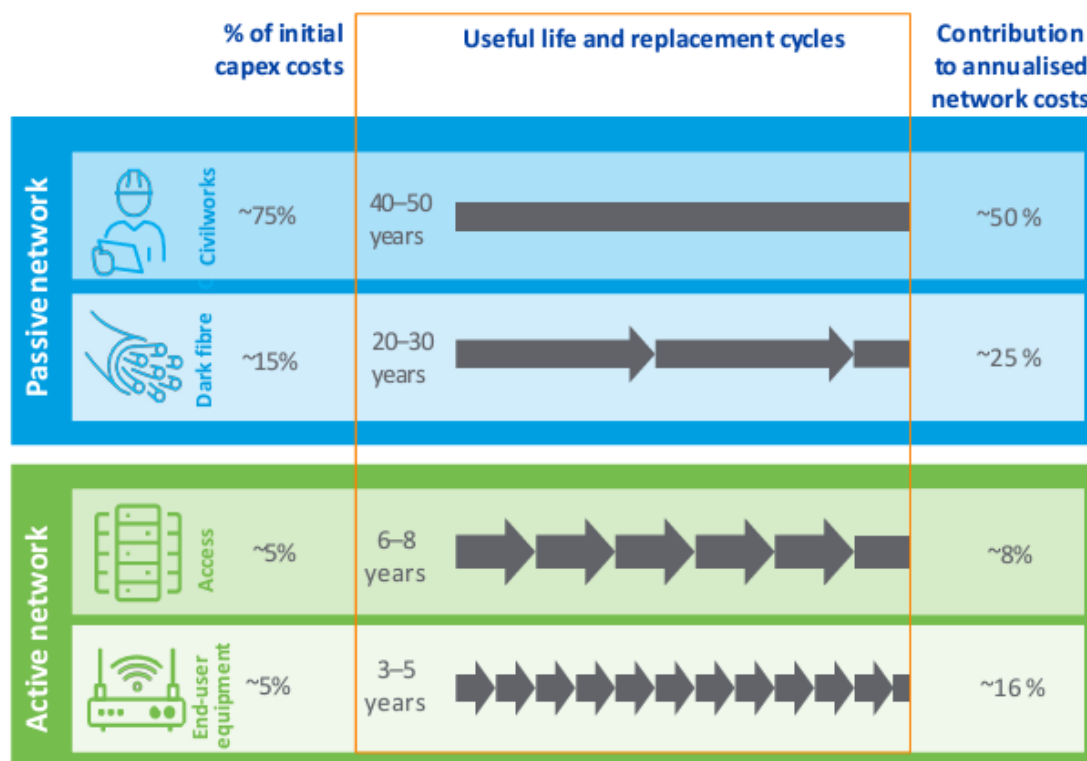 % of initial
capex costs
Useful life and replacement cycles
Contribution
to annualised
network costs
Passive network
Civilworks
~75%
40–50
years
~50 %
Dark fibre
~15%
20–30
years
~25 %
Active network
Access
~5%
6–8
years
~8%
End-user
equipment
~5%
3–5
years
~16 %